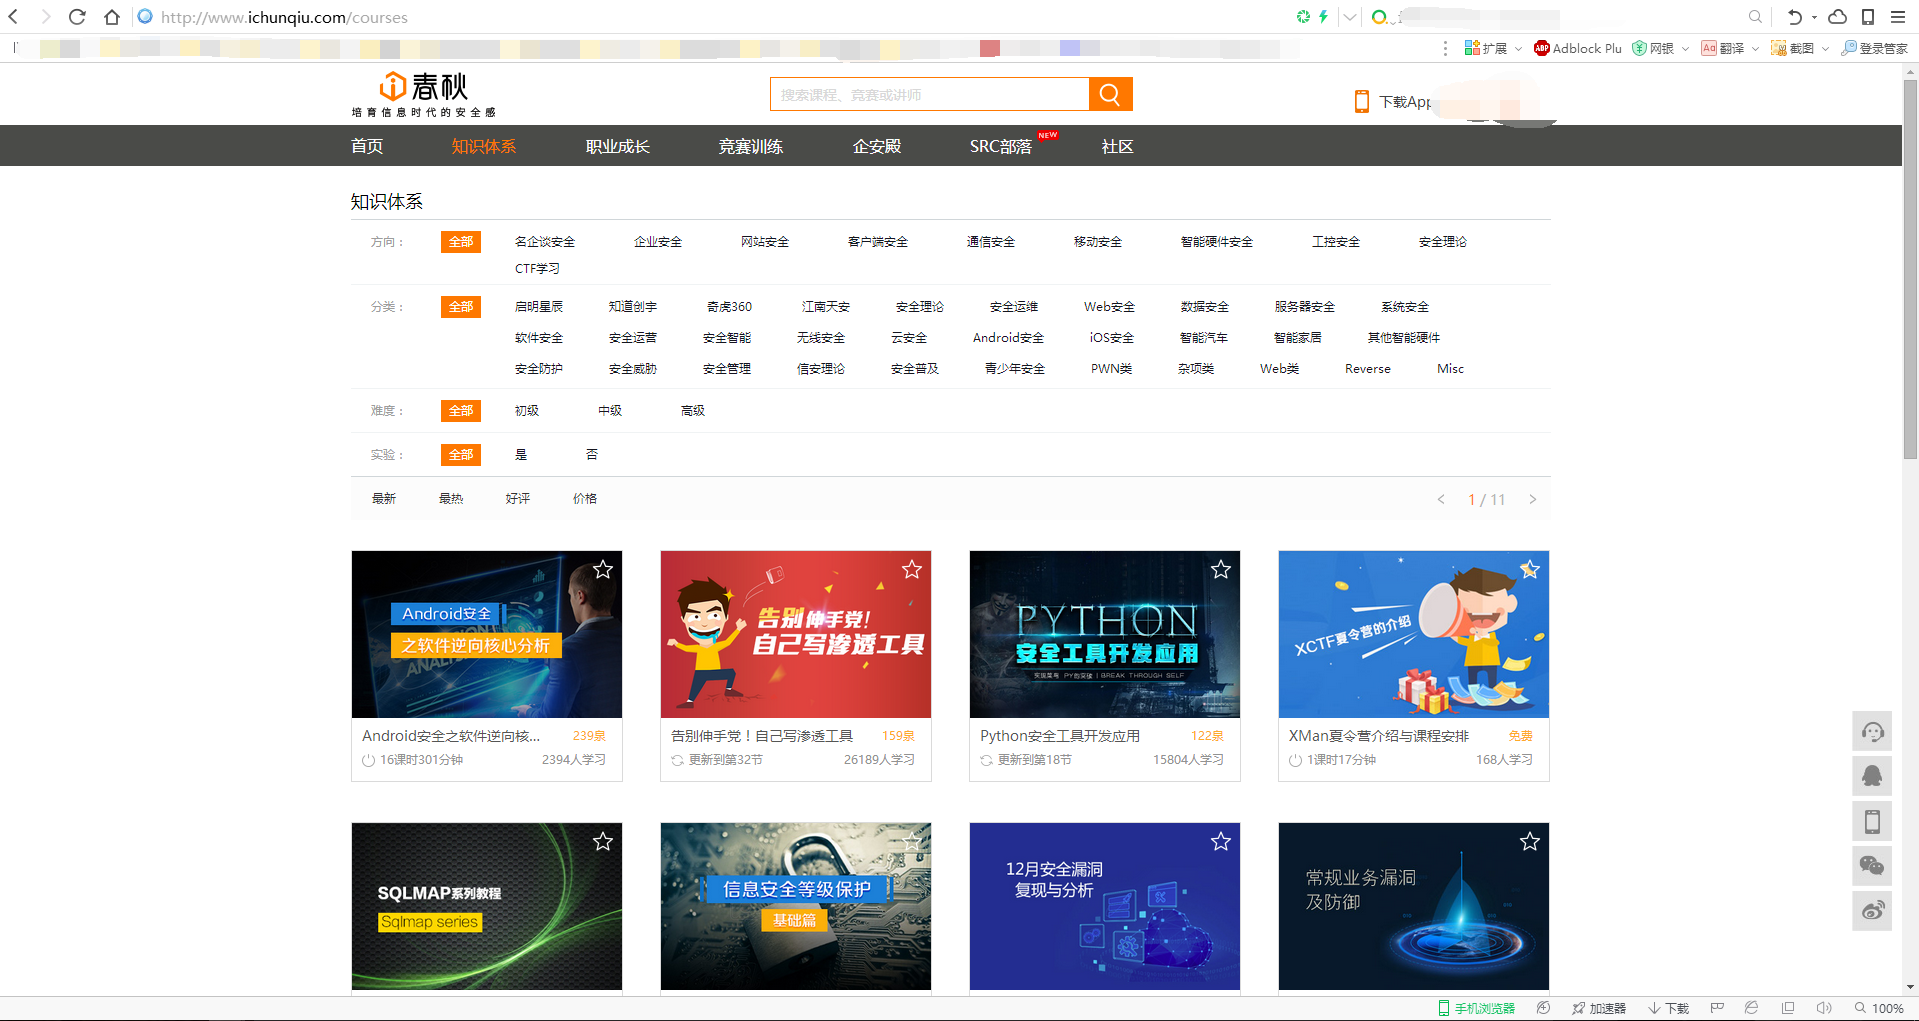 http://www.ichunqiu.com/courses
扩展
Adblock Plu
网银
翻译
截图
登录管家
春秋
培育信息时代的安全感
搜索课程、竞赛或讲师
下载App
首页 知识体系 职业成长 竞赛训练 企安殿 SRC部落 NEW 社区
知识体系
方向： 全部 名企谈安全 企业安全 网站安全 客户端安全 通信安全 移动安全 智能硬件安全 工控安全 安全理论
CTF学习
分类： 全部 启明星辰 知道创宇 奇虎360 江南天安 安全理论 安全运维 Web安全 数据安全 服务器安全 系统安全
软件安全 安全运营 安全智能 无线安全 云安全 Android安全 iOS安全 智能汽车 智能家居 其他智能硬件
安全防护 安全威胁 安全管理 信安理论 安全普及 青少年安全 PWN类 杂项类 Web类 Reverse Misc
难度： 全部 初级 中级 高级
实验： 全部 是 否
最新 最热 好评 价格 < 1 / 11 >
Android安全
之软件逆向核心分析
告别伸手党!
自己写渗透工具
PYTHON
安全工具开发应用
BREAK THROUGH SELF
XCTF夏令营的介绍
Android安全之软件逆向核... 239泉
16课时301分钟 2394人学习
告别伸手党！自己写渗透工具 159泉
更新到第32节 26189人学习
Python安全工具开发应用 122泉
更新到第18节 15804人学习
XMan夏令营介绍与课程安排 免费
1课时17分钟 168人学习
SQLMAP系列教程
Sqlmap series
信息安全等级保护
基础篇
12月安全漏洞
复现与分析
常规业务漏洞
及防御
手机浏览器
加速器
下载
100%